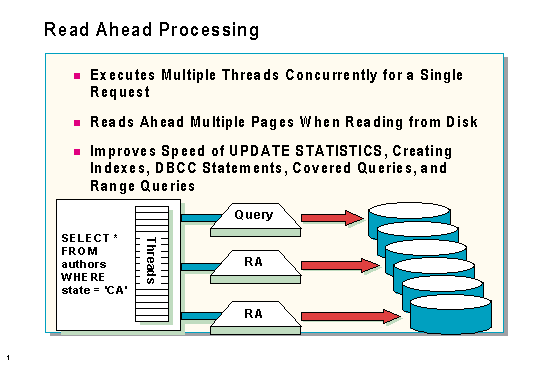 Read Ahead Processing
Executes Multiple Threads Concurrently for a Single
Request
Reads Ahead Multiple Pages When Reading from Disk
Improves Speed of UPDATE STATISTICS, Creating
Indexes, DBCC Statements, Covered Queries, and
Range Queries
SELECT *
FROM
authors
WHERE
state = 'CA'
Threads
Query
RA
RA
1